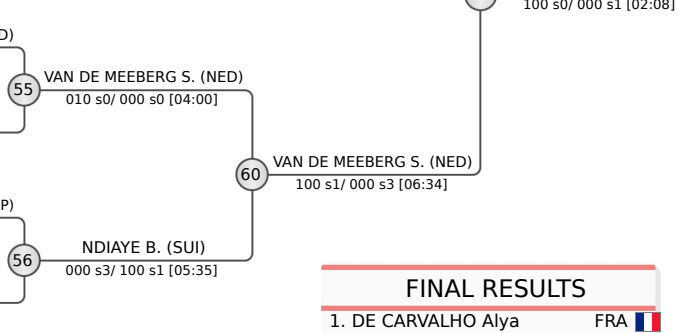 100 s0/ 000 s1 [02:08]
D)
VAN DE MEEBERG S. (NED)
55
010 s0/ 000 s0 [04:00]
VAN DE MEEBERG S. (NED)
60
100 s1/ 000 s3 [06:34]
P)
NDIAYE B. (SUI)
56
000 s3/ 100 s1 [05:35]
FINAL RESULTS
1. DE CARVALHO Alya FRA